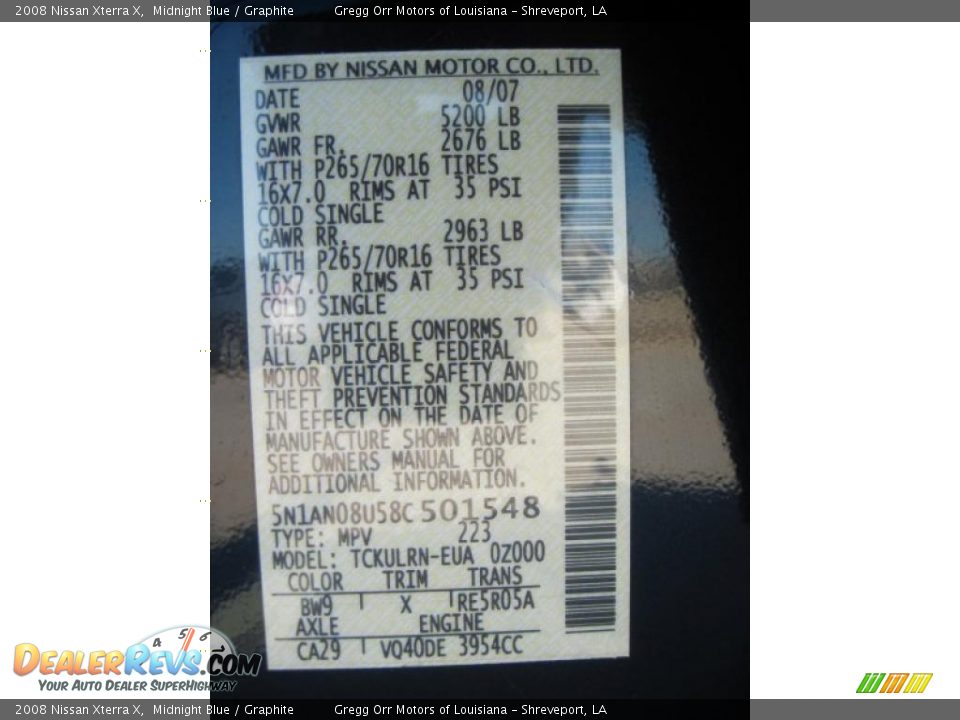 2008 Nissan Xterra X,  Midnight Blue / Graphite    Gregg Orr Motors of Louisiana - Shreveport, LA
MFD BY NISSAN MOTOR CO., LTD.
DATE 08/07
GVWR 5200 LB
GAWR FR. 2676 LB
WITH P265/70R16 TIRES
16X7.0 RIMS AT 35 PSI
COLD SINGLE
GAWR RR. 2963 LB
WITH P265/70R16 TIRES
16X7.0 RIMS AT 35 PSI
COLD SINGLE
THIS VEHICLE CONFORMS TO
ALL APPLICABLE FEDERAL
MOTOR VEHICLE SAFETY AND
THEFT PREVENTION STANDARDS
IN EFFECT ON THE DATE OF
MANUFACTURE SHOWN ABOVE.
SEE OWNERS MANUAL FOR
ADDITIONAL INFORMATION.
5N1AN08U58C501548
TYPE: MPV 223
MODEL: TCKULRN-EUA 0Z000
COLOR TRIM TRANS
BW9 X RE5R05A
AXLE ENGINE
CA29 VQ40DE 3954CC
4 5 6
DEALERREVS.COM
YOUR AUTO DEALER SUPERHIGHWAY
2008 Nissan Xterra X,  Midnight Blue / Graphite    Gregg Orr Motors of Louisiana - Shreveport, LA